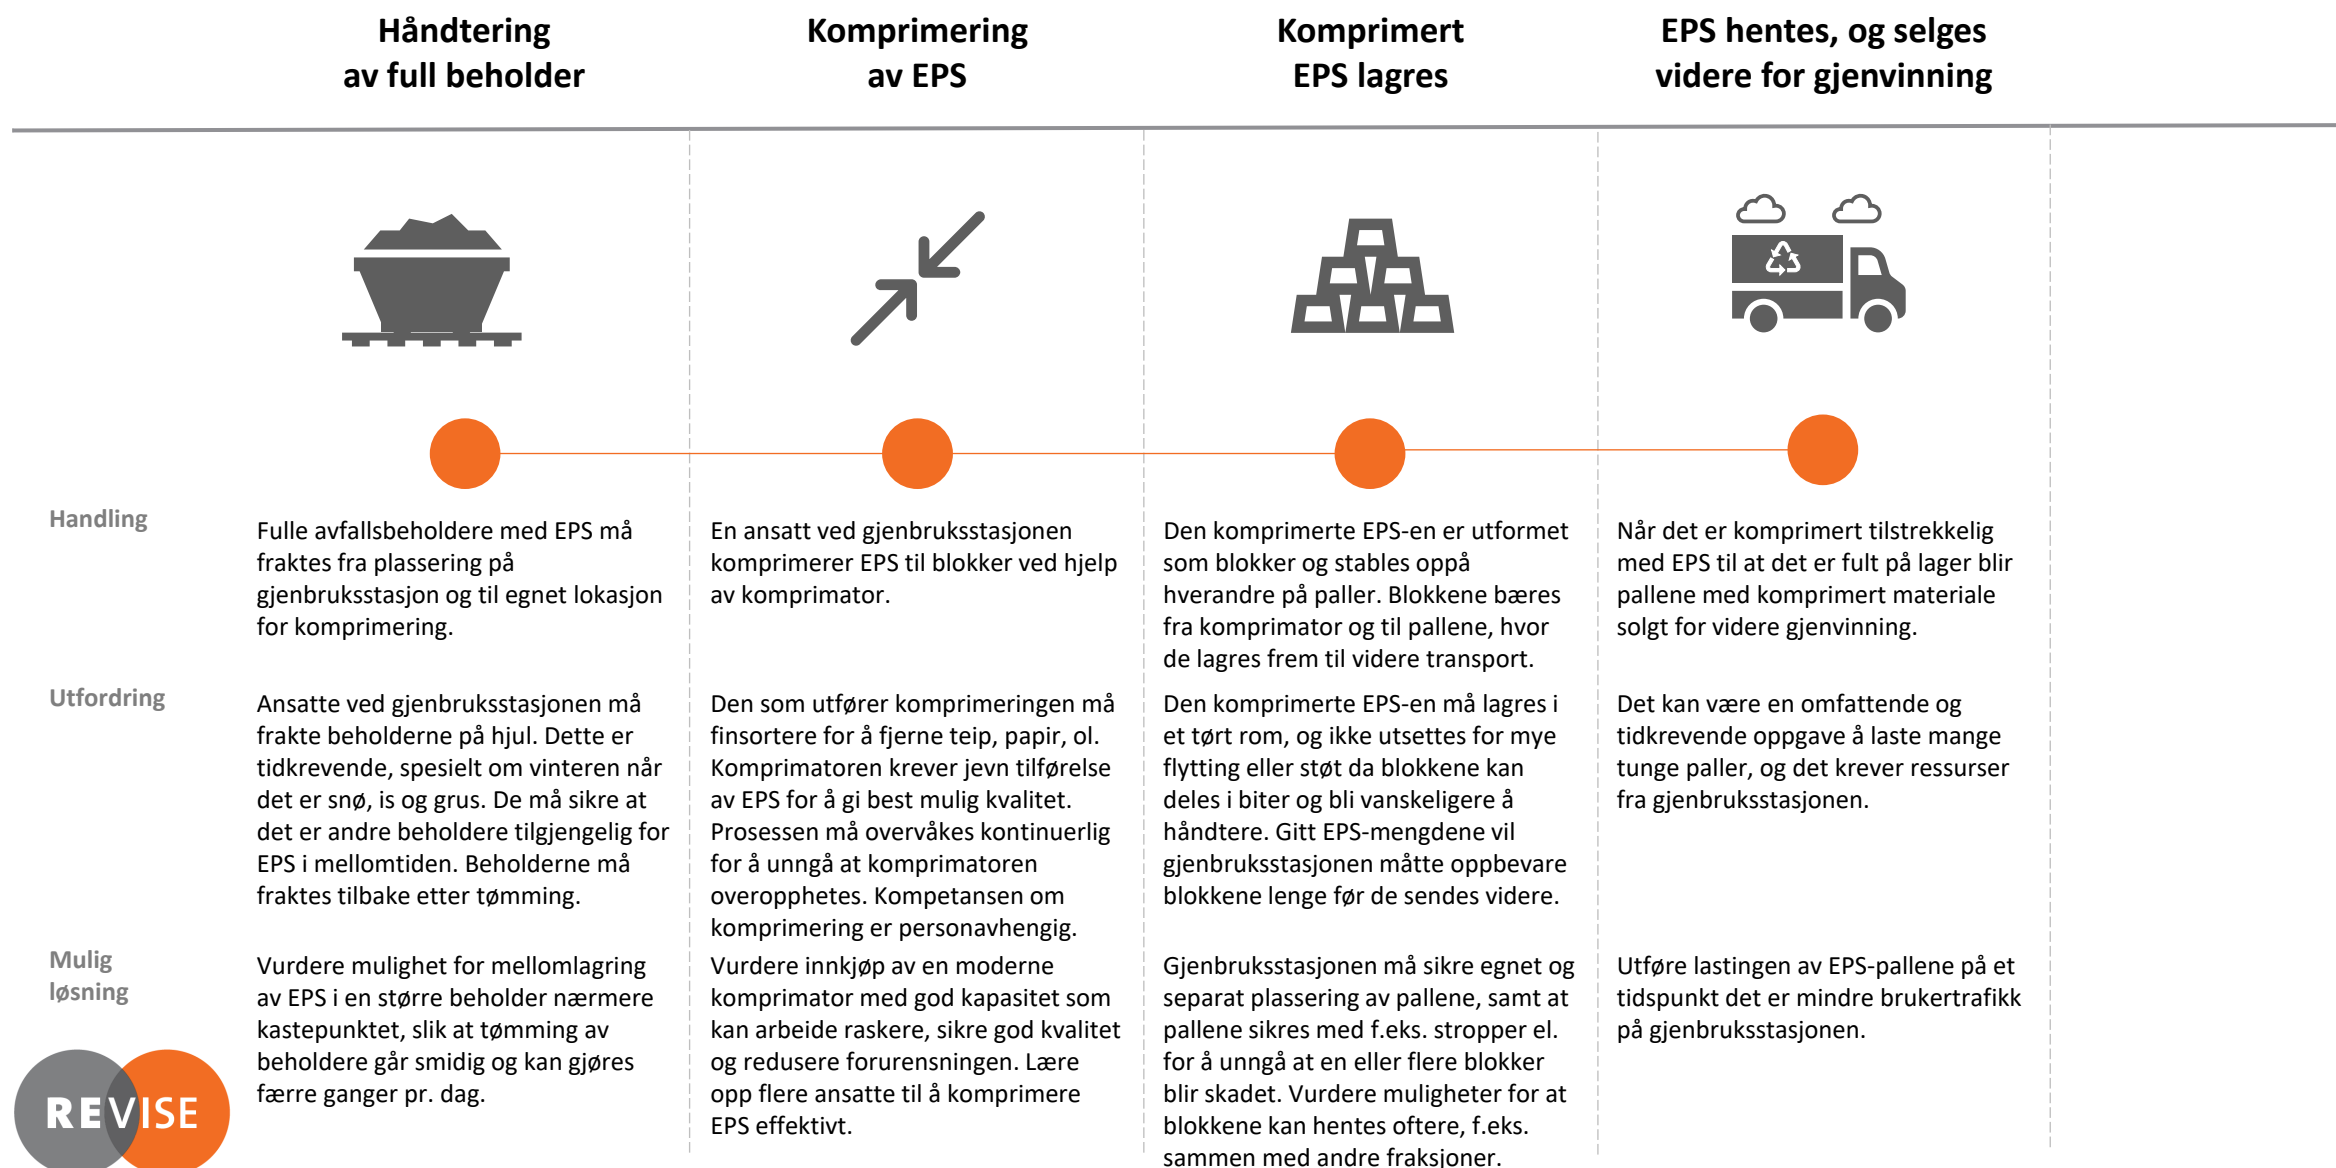 Håndtering
av full beholder
Komprimering
av EPS
Komprimert
EPS lagres
EPS hentes, og selges
videre for gjenvinning
Handling
Fulle avfallsbeholdere med EPS må
fraktes fra plassering på
gjenbruksstasjon og til egnet lokasjon
for komprimering.
En ansatt ved gjenbruksstasjonen
komprimerer EPS til blokker ved hjelp
av komprimator.
Den komprimerte EPS-en er utformet
som blokker og stables oppå
hverandre på paller. Blokkene bæres
fra komprimator og til pallene, hvor
de lagres frem til videre transport.
Når det er komprimert tilstrekkelig
med EPS til at det er fult på lager blir
pallene med komprimert materiale
solgt for videre gjenvinning.
Utfordring
Ansatte ved gjenbruksstasjonen må
frakte beholderne på hjul. Dette er
tidkrevende, spesielt om vinteren når
det er snø, is og grus. De må sikre at
det er andre beholdere tilgjengelig for
EPS i mellomtiden. Beholderne må
fraktes tilbake etter tømming.
Den som utfører komprimeringen må
finsortere for å fjerne teip, papir, ol.
Komprimatoren krever jevn tilførelse
av EPS for å gi best mulig kvalitet.
Prosessen må overvåkes kontinuerlig
for å unngå at komprimatoren
overopphetes. Kompetansen om
komprimering er personavhengig.
Den komprimerte EPS-en må lagres i
et tørt rom, og ikke utsettes for mye
flytting eller støt da blokkene kan
deles i biter og bli vanskeligere å
håndtere. Gitt EPS-mengdene vil
gjenbruksstasjonen måtte oppbevare
blokkene lenge før de sendes videre.
Det kan være en omfattende og
tidkrevende oppgave å laste mange
tunge paller, og det krever ressurser
fra gjenbruksstasjonen.
Mulig
løsning
Vurdere mulighet for mellomlagring
av EPS i en større beholder nærmere
kastepunktet, slik at tømming av
beholdere går smidig og kan gjøres
færre ganger pr. dag.
Vurdere innkjøp av en moderne
komprimator med god kapasitet som
kan arbeide raskere, sikre god kvalitet
og redusere forurensningen. Lære
opp flere ansatte til å komprimere
EPS effektivt.
Gjenbruksstasjonen må sikre egnet og
separat plassering av pallene, samt at
pallene sikres med f.eks. stropper el.
for å unngå at en eller flere blokker
blir skadet. Vurdere muligheter for at
blokkene kan hentes oftere, f.eks.
sammen med andre fraksjoner.
Utføre lastingen av EPS-pallene på et
tidspunkt det er mindre brukertrafikk
på gjenbruksstasjonen.
REVISE